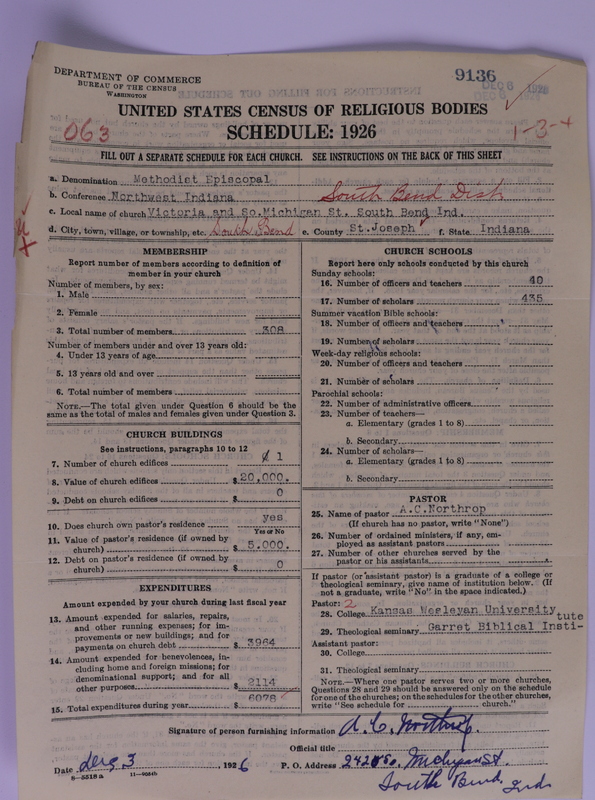 DEPARTMENT OF COMMERCE
BUREAU OF THE CENSUS
WASHINGTON
9136
DEC 6 1926
UNITED STATES CENSUS OF RELIGIOUS BODIES
063
SCHEDULE: 1926
1-3-+
FILL OUT A SEPARATE SCHEDULE FOR EACH CHURCH. SEE INSTRUCTIONS ON THE BACK OF THIS SHEET
a. Denomination Methodist Episcopal
b. Conference Northwest Indiana South Bend Dist
c. Local name of church Victoria and So.Michigan St. South Bend Ind.
d. City, town, village, or township, etc. South Bend e. County St.Joseph f. State Indiana
MEMBERSHIP
Report number of members according to definition of
member in your church
Number of members, by sex:
1. Male
2. Female
3. Total number of members 308
Number of members under and over 13 years old:
4. Under 13 years of age
5. 13 years old and over
6. Total number of members
NOTE.—The total given under Question 6 should be the
same as the total of males and females given under Question 3.
CHURCH BUILDINGS
See instructions, paragraphs 10 to 12
7. Number of church edifices 1
8. Value of church edifices $20,000.
9. Debt on church edifices $ 0
10. Does church own pastor's residence yes
Yes or No
11. Value of pastor's residence (if owned by
church) $ 5,000.
12. Debt on pastor's residence (if owned by
church) $ 0
EXPENDITURES
Amount expended by your church during last fiscal year
13. Amount expended for salaries, repairs,
and other running expenses; for im-
provements or new buildings; and for
payments on church debt $ 3964
14. Amount expended for benevolences, in-
cluding home and foreign missions; for
denominational support; and for all
other purposes $ 2114
15. Total expenditures during year $ 6078
CHURCH SCHOOLS
Report here only schools conducted by this church
Sunday schools:
16. Number of officers and teachers 40
17. Number of scholars 435
Summer vacation Bible schools:
18. Number of officers and teachers
19. Number of scholars
Week-day religious schools:
20. Number of officers and teachers
21. Number of scholars
Parochial schools:
22. Number of administrative officers
23. Number of teachers—
a. Elementary (grades 1 to 8)
b. Secondary
24. Number of scholars—
a. Elementary (grades 1 to 8)
b. Secondary
PASTOR
25. Name of pastor A.C.Northrop
(If church has no pastor, write "None")
26. Number of ordained ministers, if any, em-
ployed as assistant pastors
27. Number of other churches served by the
pastor or his assistants
If pastor (or assistant pastor) is a graduate of a college or
theological seminary, give name of institution below. (If
not a graduate, write "No" in the space indicated.)
Pastor: 2
28. College Kansas Wesleyan University
tute
29. Theological seminary Garret Biblical Insti-
Assistant pastor:
30. College
31. Theological seminary
NOTE.—Where one pastor serves two or more churches,
Questions 28 and 29 should be answered only on the schedule
for one of the churches; on the schedules for the other churches,
write "See schedule for church."
Signature of person furnishing information A. C. Northrop.
Official title
Date Dec 3 1926 P. O. Address So. Michigan St.
8-5518 a
South Bend, Ind